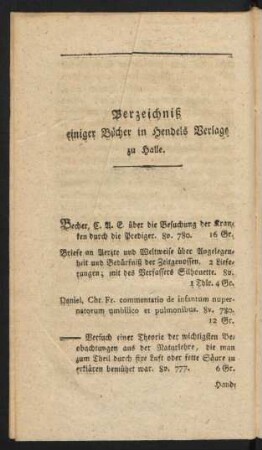 Verzeichniß
einiger Bücher in Hendels Verlage
zu Halle.
Becher, C. A. E über die Besuchung der Kran-
ken durch die Prediger. 8v. 780. 16 Gr.
Briefe an Aerzte und Weltweise über Angelegen-
heit und Bedürfniß der Zeitgenossen. 2 Liefe-
rungen; mit des Verfassers Silhouette. 8v.
1 Thlr. 4 Gr.
Daniel, Chr. Fr. commentatio de infantum nuper
natorum umbilico et pulmonibus. 8v. 780.
12 Gr.
—— Versuch einer Theorie der wichtigsten Be-
obachtungen aus der Naturlehre, die man
zum Theil durch fixe Luft oder fette Säure zu
erklären bemühet war. 8v. 777. 6 Gr.
Hand-